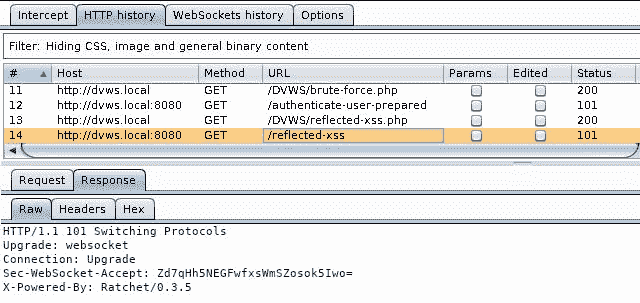 Intercept HTTP history WebSockets history Options
Filter: Hiding CSS, image and general binary content
# Host Method URL Params Edited Status
11 http://dvws.local GET /DVWS/brute-force.php 200
12 http://dvws.local:8080 GET /authenticate-user-prepared 101
13 http://dvws.local GET /DVWS/reflected-xss.php 200
14 http://dvws.local:8080 GET /reflected-xss 101
Request Response
Raw Headers Hex
HTTP/1.1 101 Switching Protocols
Upgrade: websocket
Connection: Upgrade
Sec-WebSocket-Accept: Zd7qHh5NEGFwfxsWmSZosok5Iwo=
X-Powered-By: Ratchet/0.3.5